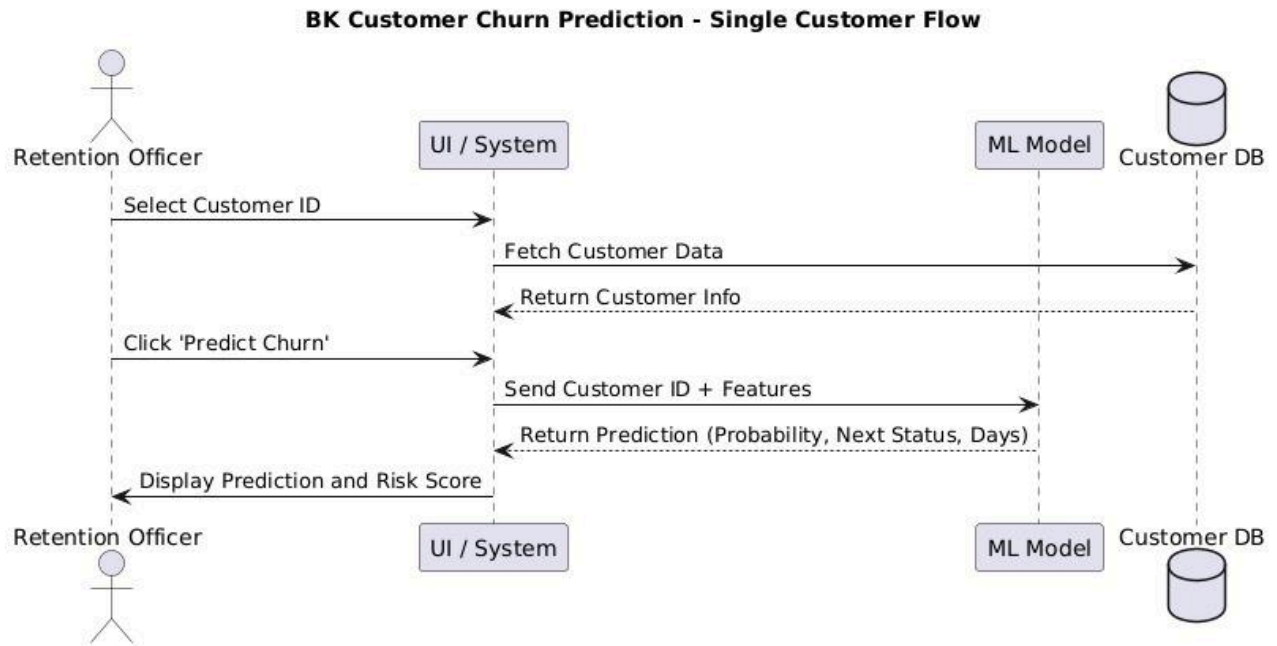 BK Customer Churn Prediction - Single Customer Flow
Retention Officer
UI / System
ML Model
Customer DB
Select Customer ID
Fetch Customer Data
Return Customer Info
Click 'Predict Churn'
Send Customer ID + Features
Return Prediction (Probability, Next Status, Days)
Display Prediction and Risk Score
Retention Officer
UI / System
ML Model
Customer DB